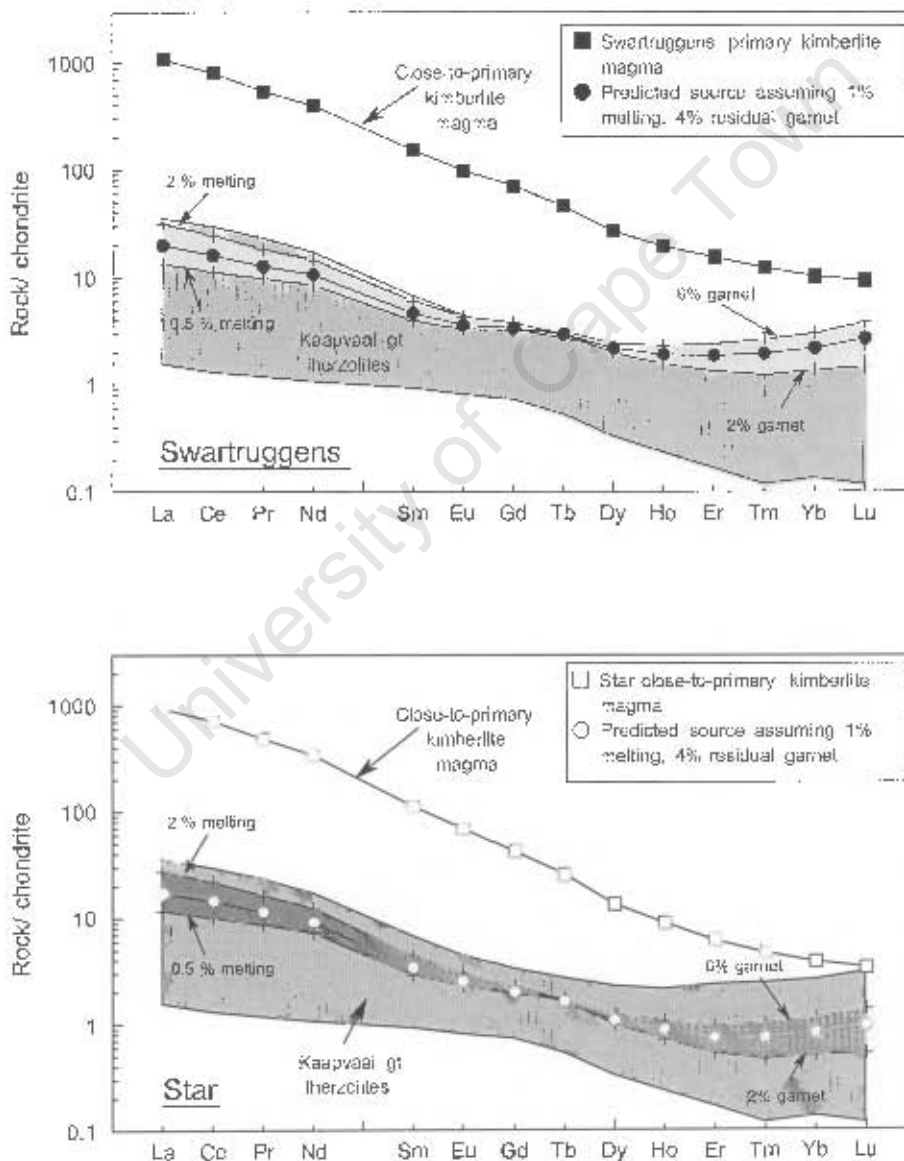 Swartruggens primary kimberlite
magma
Predicted source assuming 1%
melting, 4% residual garnet
1000
100
10
1
0.1
Rock/ chondrite
Close-to-primary
kimberlite
magma
2 % melting
0.5 % melting
Kaapvaal gt
lherzolites
6% garnet
2% garnet
Swartruggens
La Ce Pr Nd Sm Eu Gd Tb Dy Ho Er Tm Yb Lu
University of Cape Town
Star close-to-primary kimberlite
magma
Predicted source assuming 1%
melting, 4% residual garnet
1000
100
10
1
0.1
Rock/ chondrite
Close-to-primary
kimberlite
magma
2 % melting
0.5 % melting
Kaapvaal gt
lherzolites
6% garnet
2% garnet
Star
La Ce Pr Nd Sm Eu Gd Tb Dy Ho Er Tm Yb Lu